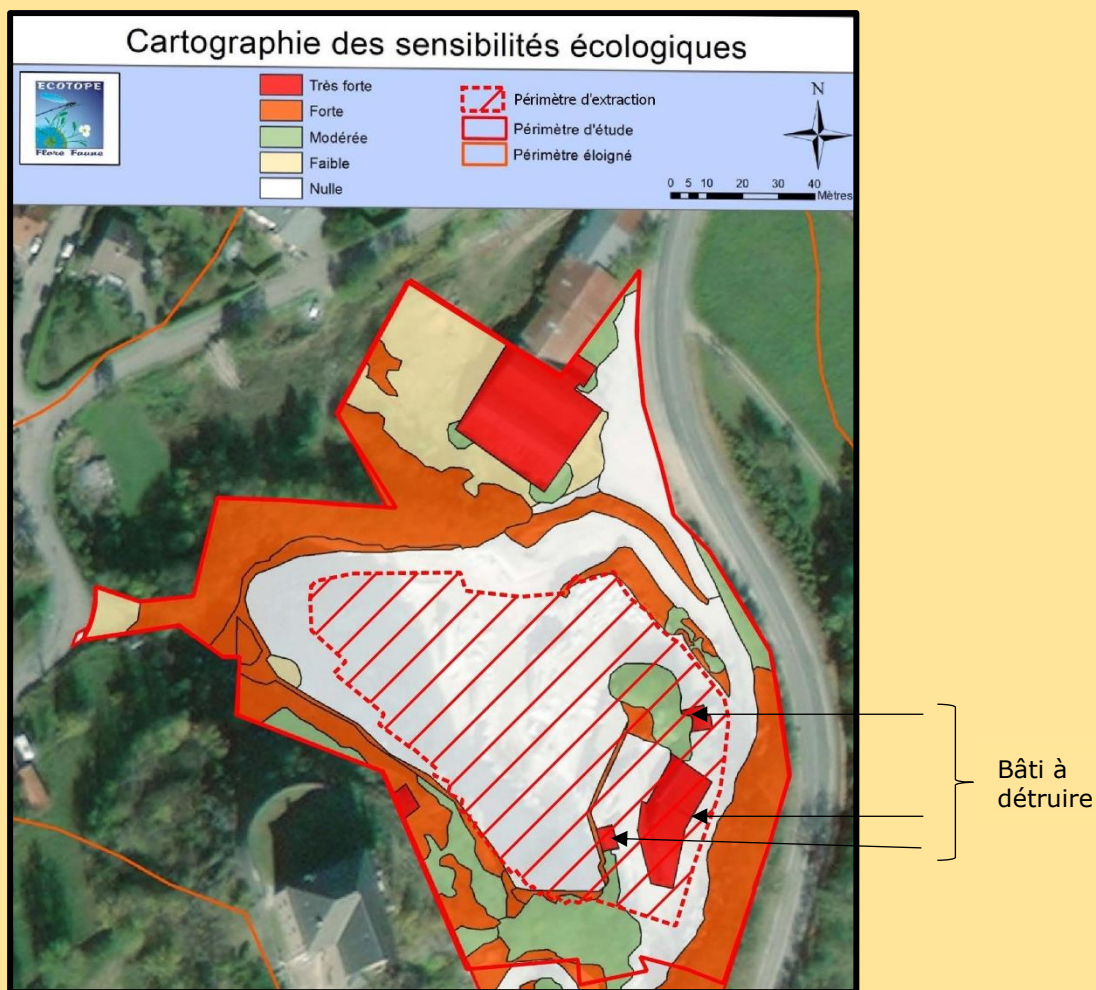 Cartographie des sensibilités écologiques
ECOTOPE
Flore Faune
Très forte
Forte
Modérée
Faible
Nulle
Périmètre d'extraction
Périmètre d'étude
Périmètre éloigné
N
0 5 10 20 30 40
Mètres
Bâti à
détruire